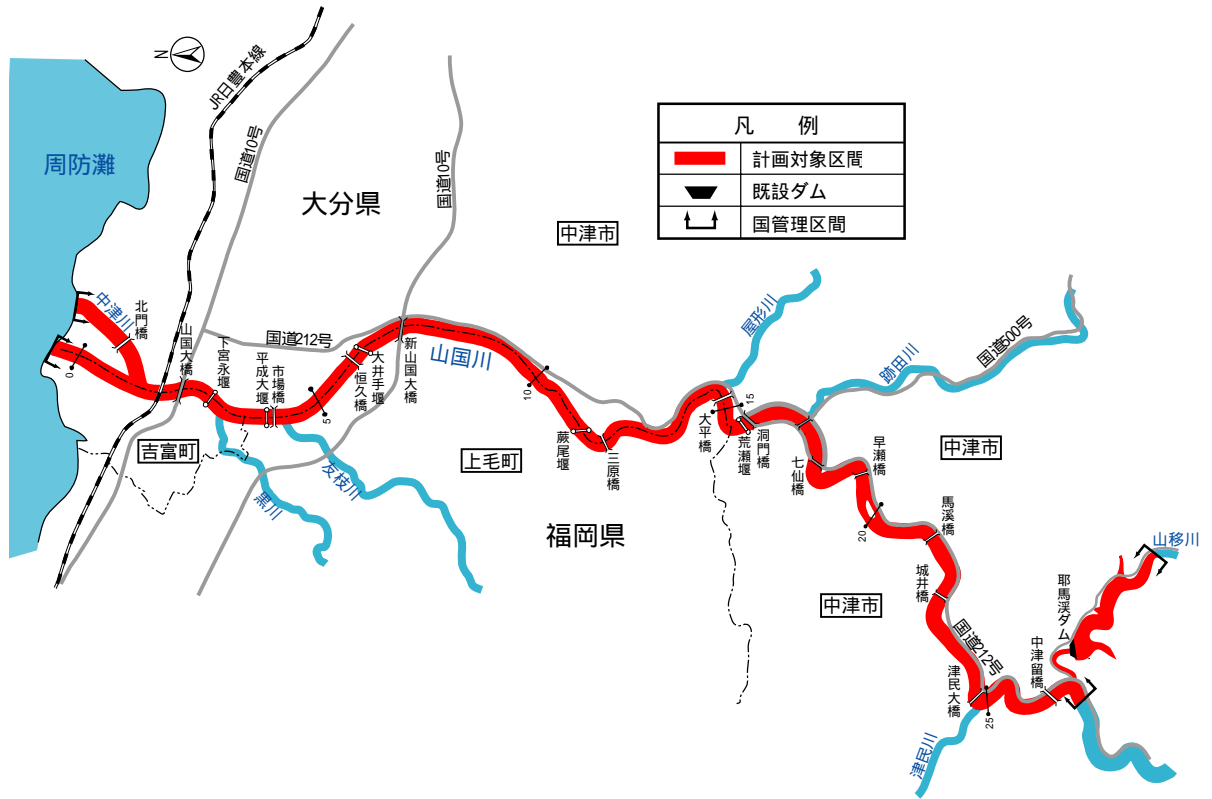 N
JR日豊本線
周防灘
国道10号
国道10号
大分県
中津市
凡 例
計画対象区間
既設ダム
国管理区間
中津川
北門橋
山国大橋
0
下宮永堰
平成大堰
市場橋
国道212号
5
恒久橋
大井手堰
新山国大橋
山国川
10
蕨尾堰
三原橋
屋形川
大平橋
15
荒瀬堰
洞門橋
跡田川
国道500号
七仙橋
早瀬橋
中津市
20
馬溪橋
城井橋
吉富町
黒川
友枝川
上毛町
福岡県
中津市
国道212号
津民大橋
25
津民川
中津留橋
耶馬溪ダム
山移川